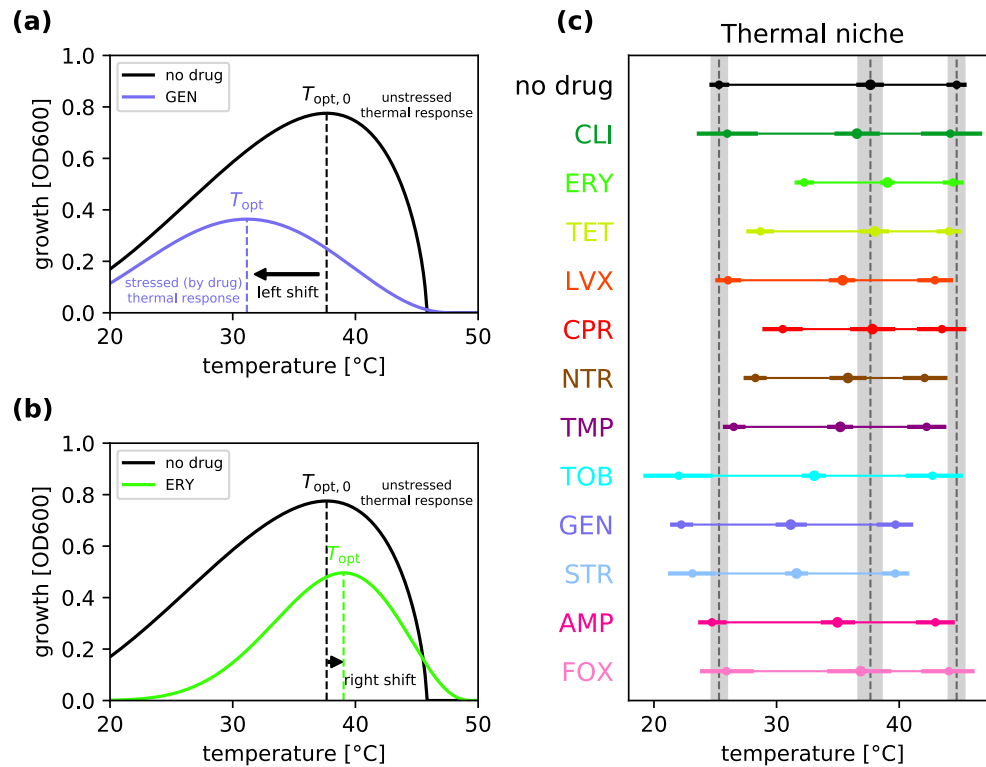 (a)
1.0
0.8
0.6
0.4
0.2
0.0
growth [OD600]
no drug
GEN
T_opt, 0
unstressed
thermal response
T_opt
stressed (by drug)
thermal response
left shift
20 30 40 50
temperature [°C]
(b)
1.0
0.8
0.6
0.4
0.2
0.0
growth [OD600]
no drug
ERY
T_opt, 0
unstressed
thermal response
T_opt
right shift
20 30 40 50
temperature [°C]
(c)
Thermal niche
no drug
CLI
ERY
TET
LVX
CPR
NTR
TMP
TOB
GEN
STR
AMP
FOX
20 30 40
temperature [°C]